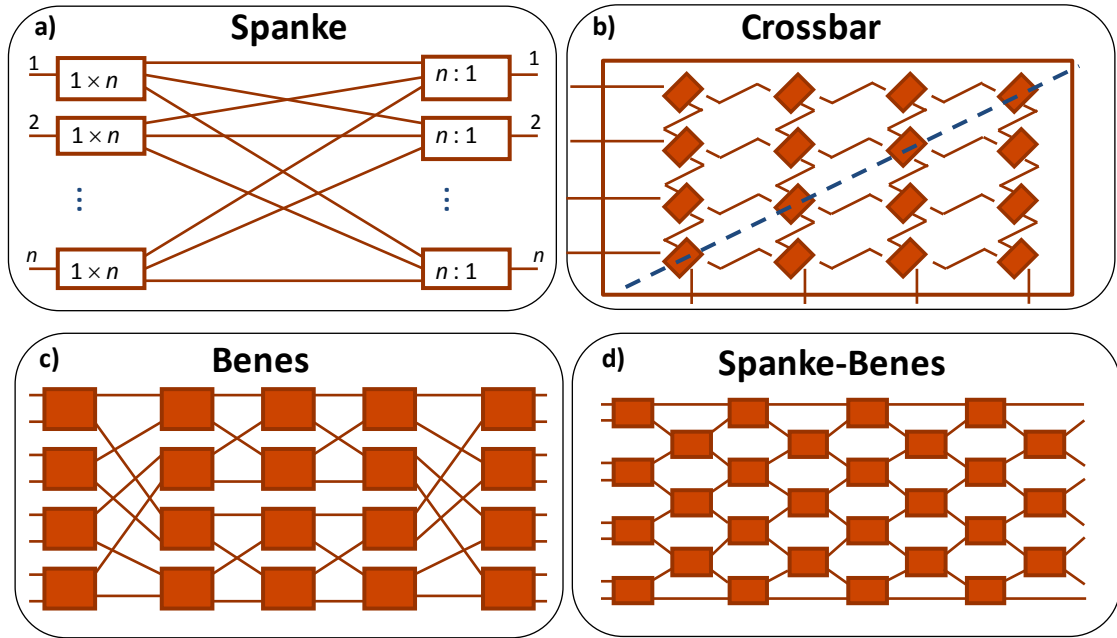 a) Spanke
1
1 × n
n : 1
1
2
1 × n
n : 1
2
⋮
⋮
n
1 × n
n : 1
n
b) Crossbar
c) Benes
d) Spanke-Benes